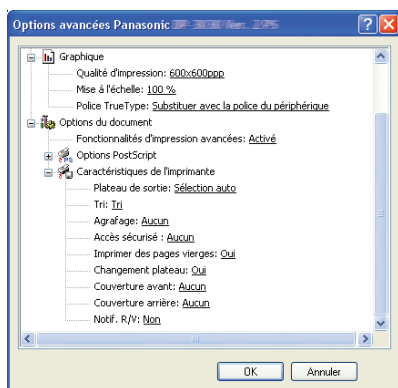 Options avancées Panasonic
Graphique
Qualité d'impression: 600x600ppp
Mise à l'échelle: 100 %
Police TrueType: Substituer avec la police du périphérique
Options du document
Fonctionnalités d'impression avancées: Activé
Options PostScript
Caractéristiques de l'imprimante
Plateau de sortie: Sélection auto
Tri: Tri
Agrafage: Aucun
Accès sécurisé : Aucun
Imprimer des pages vierges: Oui
Changement plateau: Oui
Couverture avant: Aucun
Couverture arrière: Aucun
Notif. R/V: Non
OK Annuler